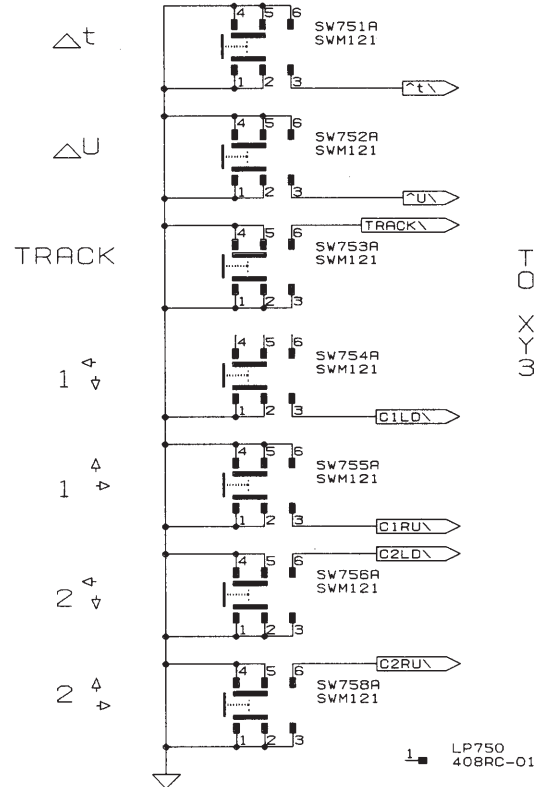 4 5 6
SW751A
SWM121
△t
1 2 3
^t\
4 5 6
SW752A
SWM121
△U
1 2 3
^U\
TRACK\
4 5 6
SW753A
SWM121
TRACK
1 2 3
TO XY3
4 5 6
SW754A
SWM121
1
1 2 3
C1LD\
4 5 6
SW755A
SWM121
1
1 2 3
C1RU\
C2LD\
4 5 6
SW756A
SWM121
2
1 2 3
C2RU\
4 5 6
SW758A
SWM121
2
1 2 3
1
LP750
408RC-01